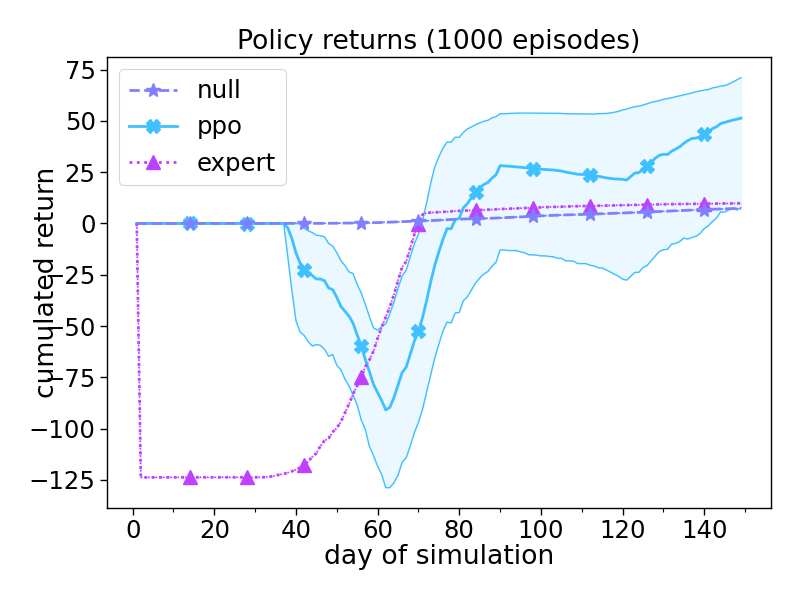 Policy returns (1000 episodes)
null
ppo
expert
cumulated return
75
50
25
0
−25
−50
−75
−100
−125
0 20 40 60 80 100 120 140
day of simulation